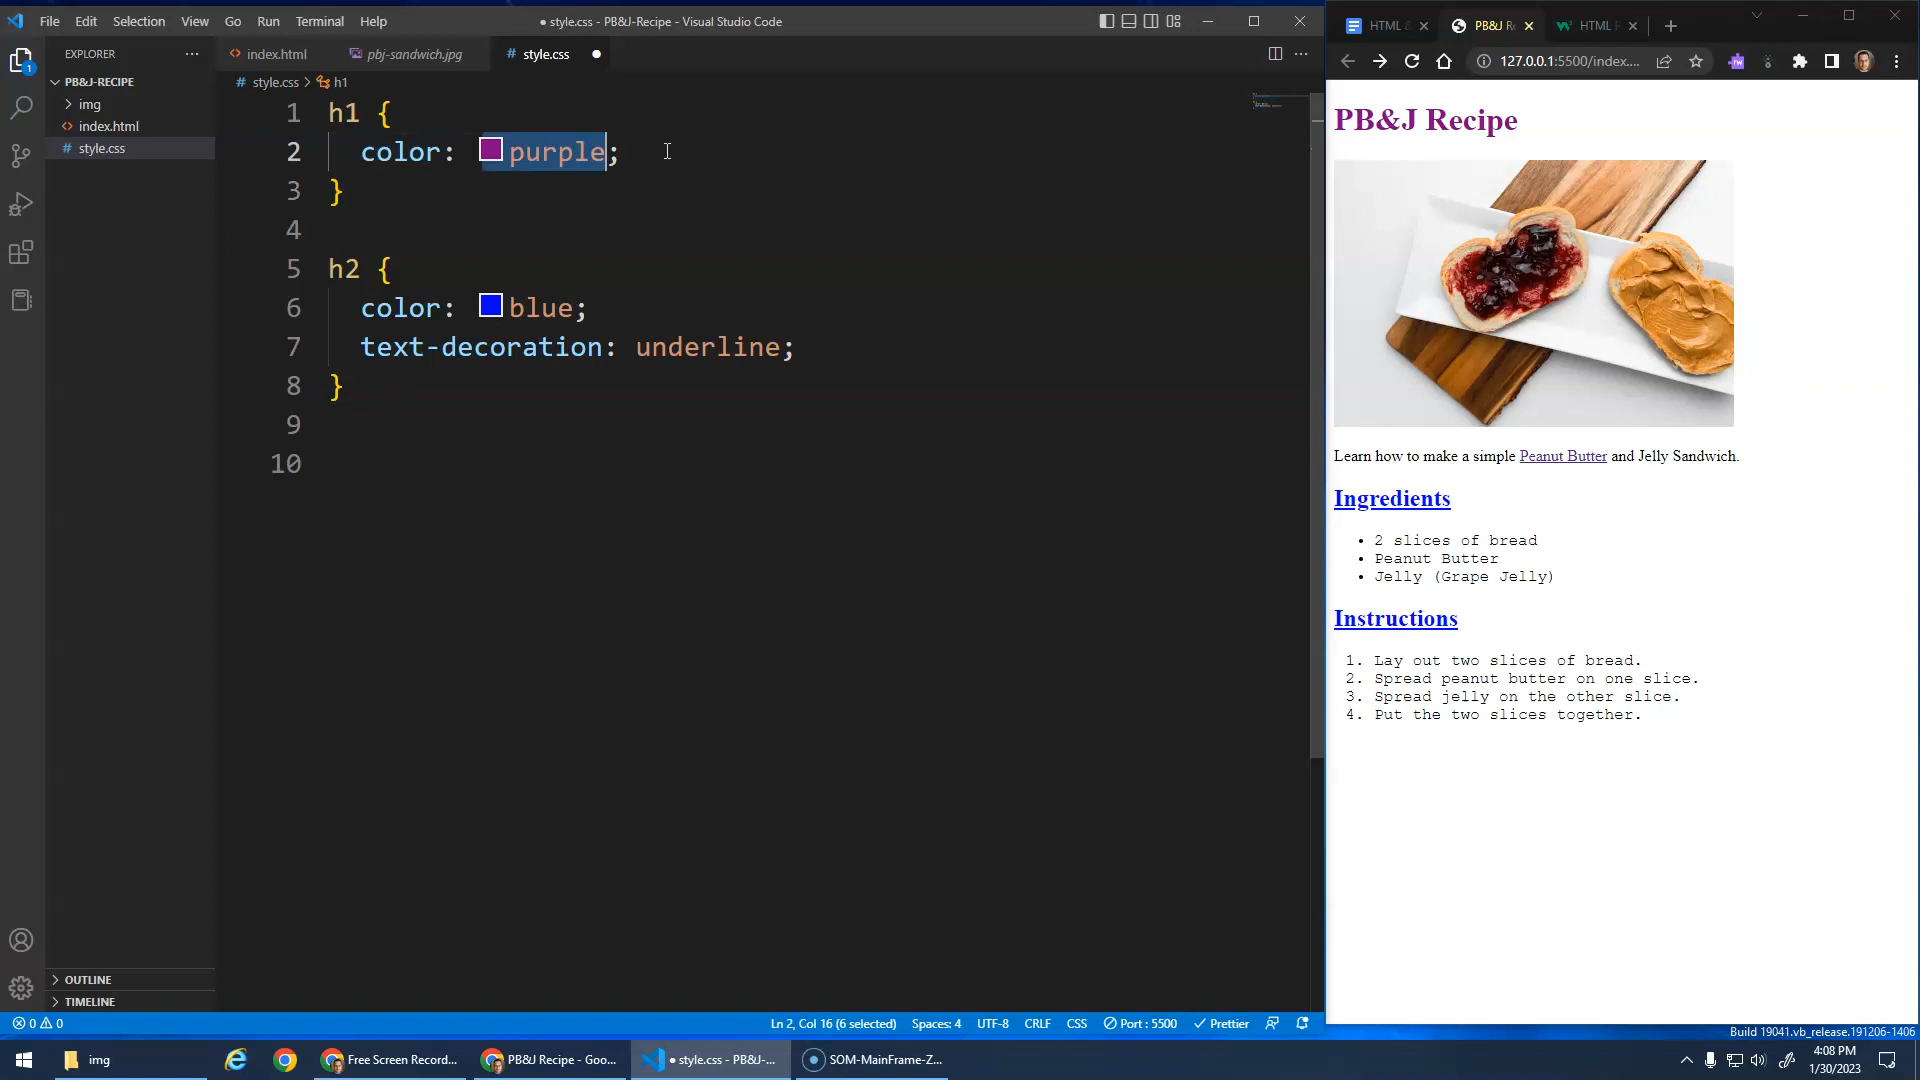 File Edit Selection View Go Run Terminal Help
● style.css - PB&J-Recipe - Visual Studio Code
EXPLORER
PB&J-RECIPE
img
index.html
style.css
OUTLINE
TIMELINE
index.html
pbj-sandwich.jpg
style.css
style.css > h1
1 h1 {
2 color: purple;
3 }
4
5 h2 {
6 color: blue;
7 text-decoration: underline;
8 }
9
10
0 0
Ln 2, Col 16 (6 selected) Spaces: 4 UTF-8 CRLF CSS Port : 5500 Prettier
HTML &
PB&J Re
HTML F
127.0.0.1:5500/index....
PB&J Recipe
Learn how to make a simple Peanut Butter and Jelly Sandwich.
Ingredients
• 2 slices of bread
• Peanut Butter
• Jelly (Grape Jelly)
Instructions
1. Lay out two slices of bread.
2. Spread peanut butter on one slice.
3. Spread jelly on the other slice.
4. Put the two slices together.
Build 19041.vb_release.191206-1406
img
Free Screen Record...
PB&J Recipe - Goo...
● style.css - PB&J-...
SOM-MainFrame-Z...
4:08 PM
1/30/2023